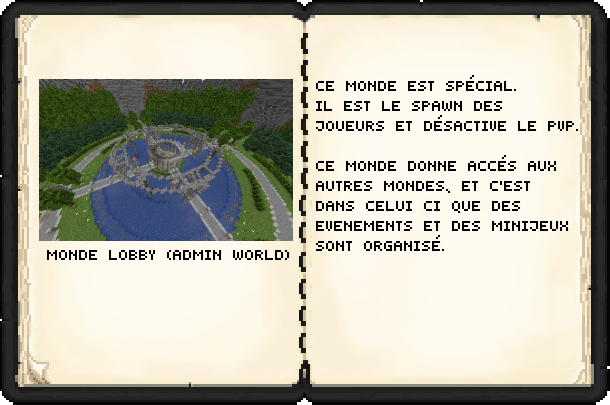 MONDE LOBBY (ADMIN WORLD)
CE MONDE EST SPÉCIAL.
IL EST LE SPAWN DES
JOUEURS ET DÉSACTIVE LE PVP.
CE MONDE DONNE ACCÉS AUX
AUTRES MONDES, ET C'EST
DANS CELUI CI QUE DES
EVENEMENTS ET DES MINIJEUX
SONT ORGANISÉ.